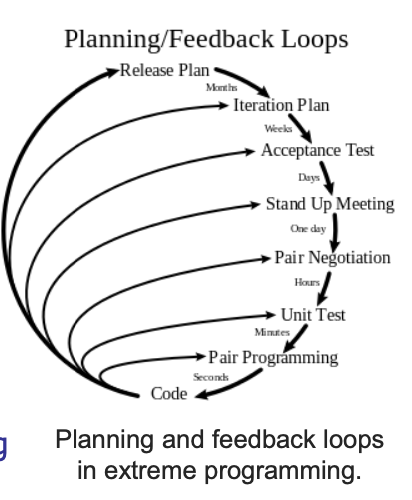 Planning/Feedback Loops
Release Plan
Months
Iteration Plan
Weeks
Acceptance Test
Days
Stand Up Meeting
One day
Pair Negotiation
Hours
Unit Test
Minutes
Pair Programming
Seconds
Code
g
Planning and feedback loops
in extreme programming.